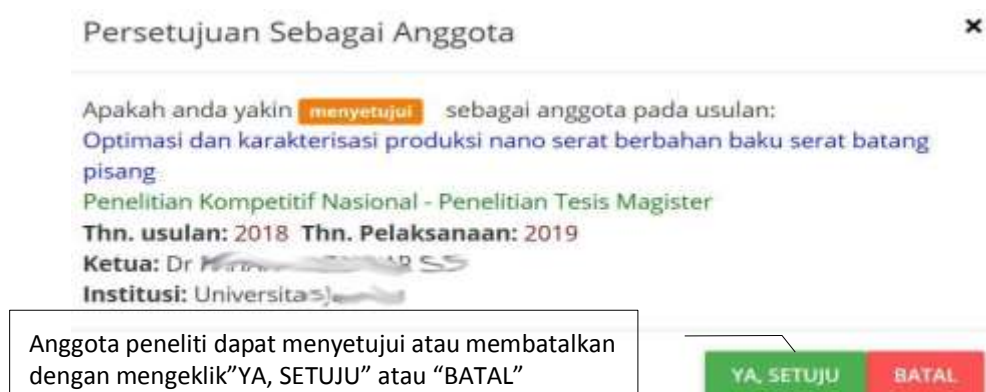 Persetujuan Sebagai Anggota
Apakah anda yakin menyetujui sebagai anggota pada usulan:
Optimasi dan karakterisasi produksi nano serat berbahan baku serat batang
pisang
Penelitian Kompetitif Nasional - Penelitian Tesis Magister
Thn. usulan: 2018 Thn. Pelaksanaan: 2019
Ketua: Dr
Institusi: Universitas
Anggota peneliti dapat menyetujui atau membatalkan
dengan mengeklik"YA, SETUJU" atau "BATAL"
YA, SETUJU BATAL